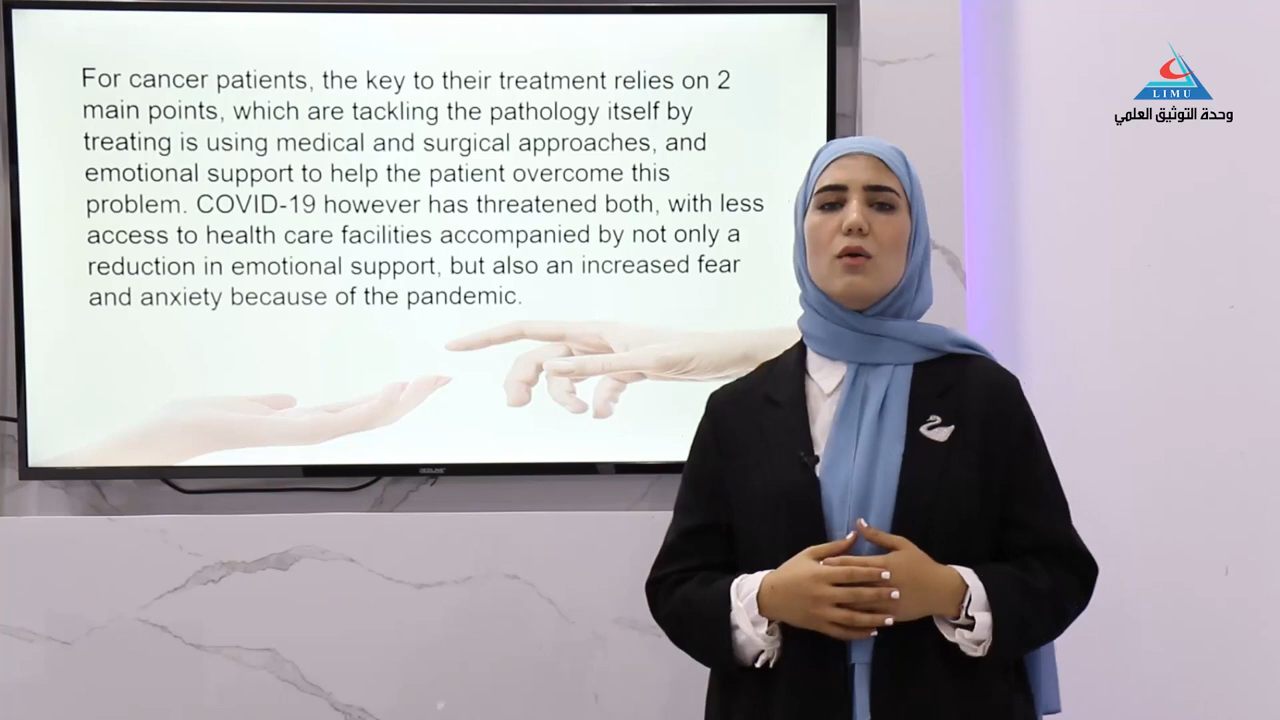 For cancer patients, the key to their treatment relies on 2
main points, which are tackling the pathology itself by
treating is using medical and surgical approaches, and
emotional support to help the patient overcome this
problem. COVID-19 however has threatened both, with less
access to health care facilities accompanied by not only a
reduction in emotional support, but also an increased fear
and anxiety because of the pandemic.
LIMU
وحدة التوثيق العلمي